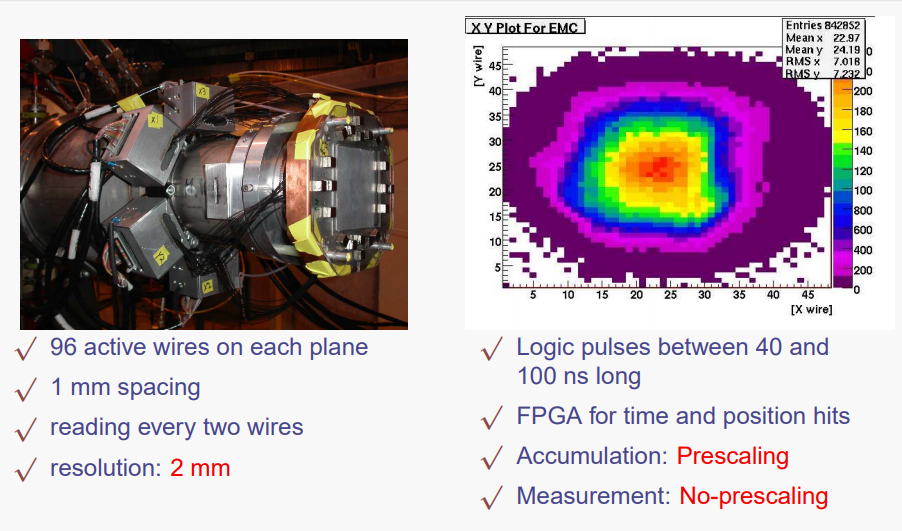 X Y Plot For EMC
Entries 842852
Mean x 22.97
Mean y 24.19
RMS x 7.018
RMS y 7.232
[Y wire]
45
40
35
30
25
20
15
10
5
5 10 15 20 25 30 35 40 45
[X wire]
0
0
200
180
160
140
120
100
800
600
400
200
0
X1
X3
96 active wires on each plane
1 mm spacing
reading every two wires
resolution: 2 mm
Logic pulses between 40 and
100 ns long
FPGA for time and position hits
Accumulation: Prescaling
Measurement: No-prescaling